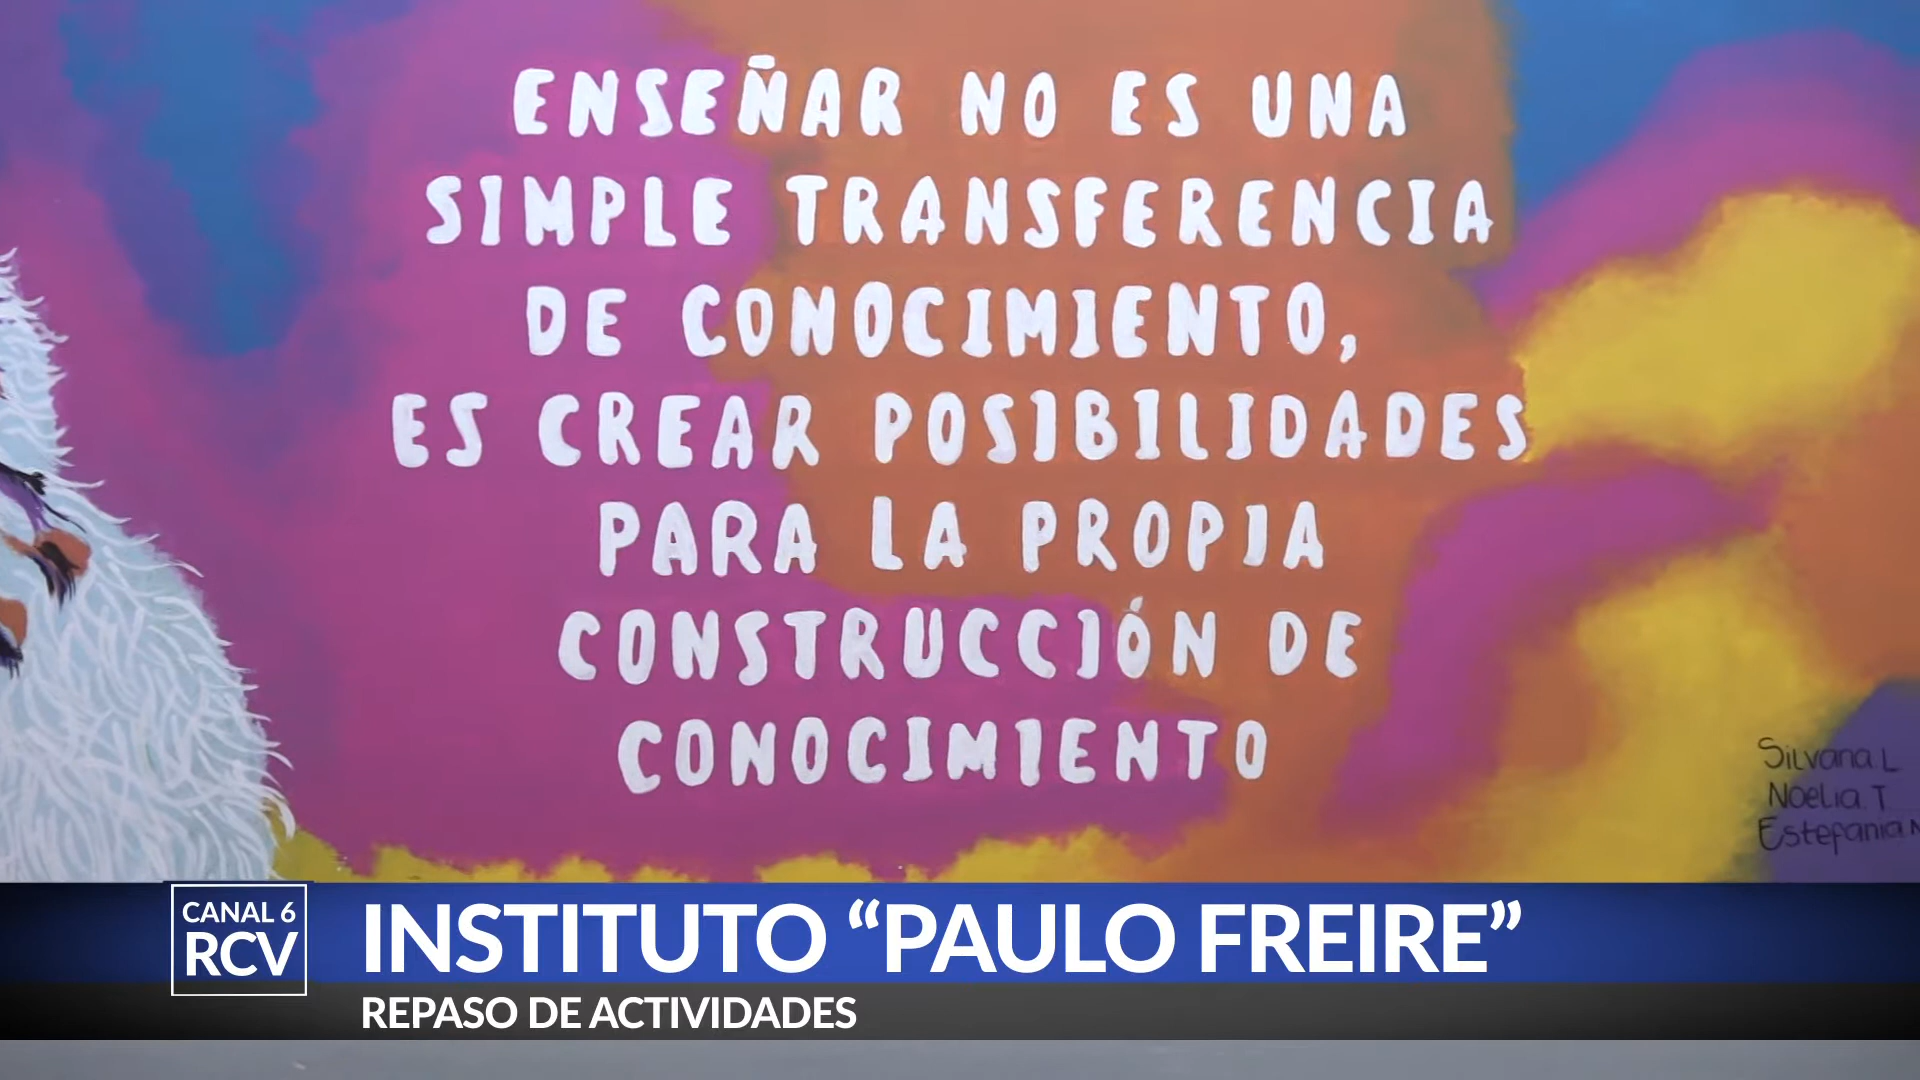 ENSEÑAR NO ES UNA
SIMPLE TRANSFERENCIA
DE CONOCIMIENTO,
ES CREAR POSIBILIDADES
PARA LA PROPIA
CONSTRUCCIÓN DE
CONOCIMIENTO
Silvana L
Noelia. T
Estefania N
CANAL 6
RCV
INSTITUTO “PAULO FREIRE”
REPASO DE ACTIVIDADES